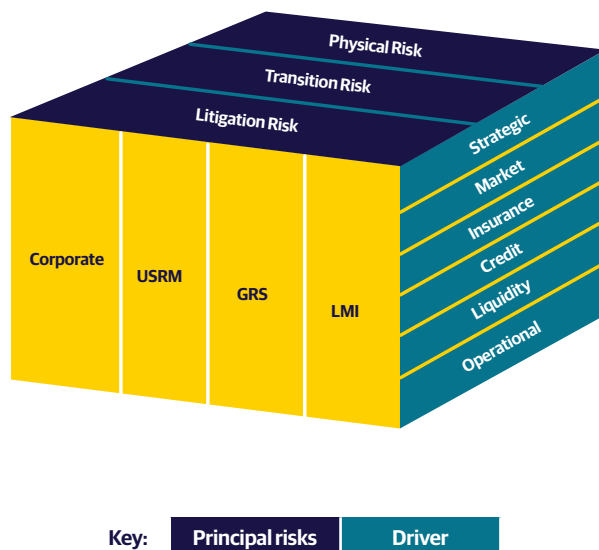 Physical Risk
Transition Risk
Litigation Risk
Strategic
Market
Insurance
Credit
Liquidity
Operational
Corporate
USRM
GRS
LMI
Key: Principal risks Driver